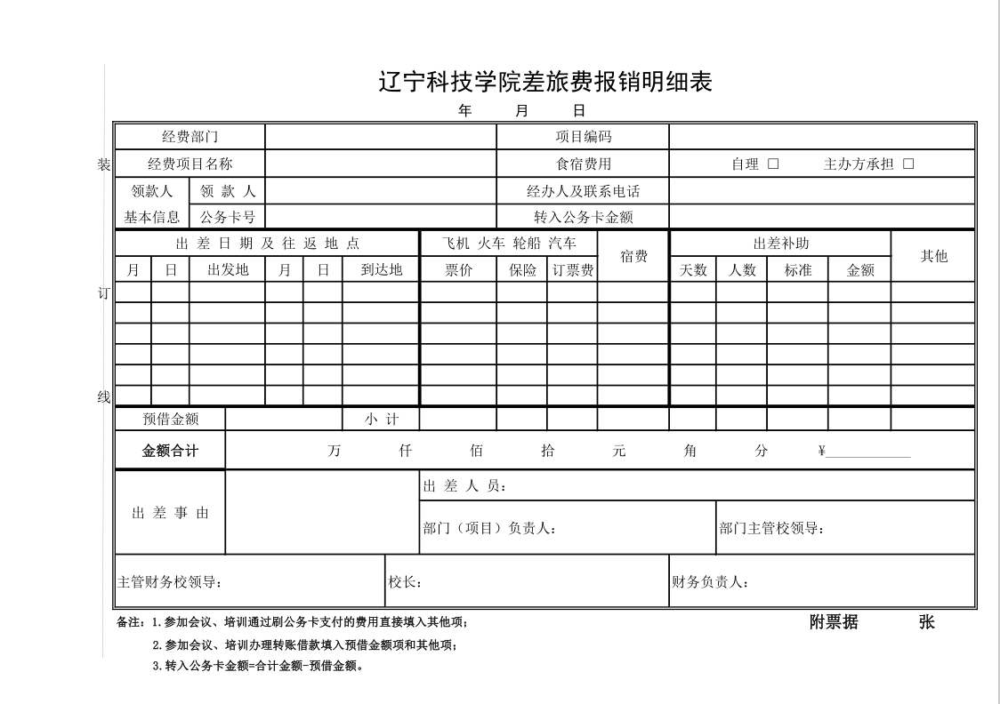 辽宁科技学院差旅费报销明细表
年 月 日
经费部门 项目编码
装 经费项目名称 食宿费用 自理 □ 主办方承担 □
领款人 领 款 人 经办人及联系电话
基本信息 公务卡号 转入公务卡金额
出 差 日 期 及 往 返 地 点 飞机 火车 轮船 汽车 宿费 出差补助 其他
月 日 出发地 月 日 到达地 票价 保险 订票费 天数 人数 标准 金额
订
线
预借金额 小 计
金额合计 万 仟 佰 拾 元 角 分 ¥____________
出 差 事 由 出 差 人 员：
部门（项目）负责人： 部门主管校领导：
主管财务校领导： 校长： 财务负责人：
备注：1.参加会议、培训通过刷公务卡支付的费用直接填入其他项； 附票据 张
2.参加会议、培训办理转账借款填入预借金额项和其他项；
3.转入公务卡金额=合计金额-预借金额。